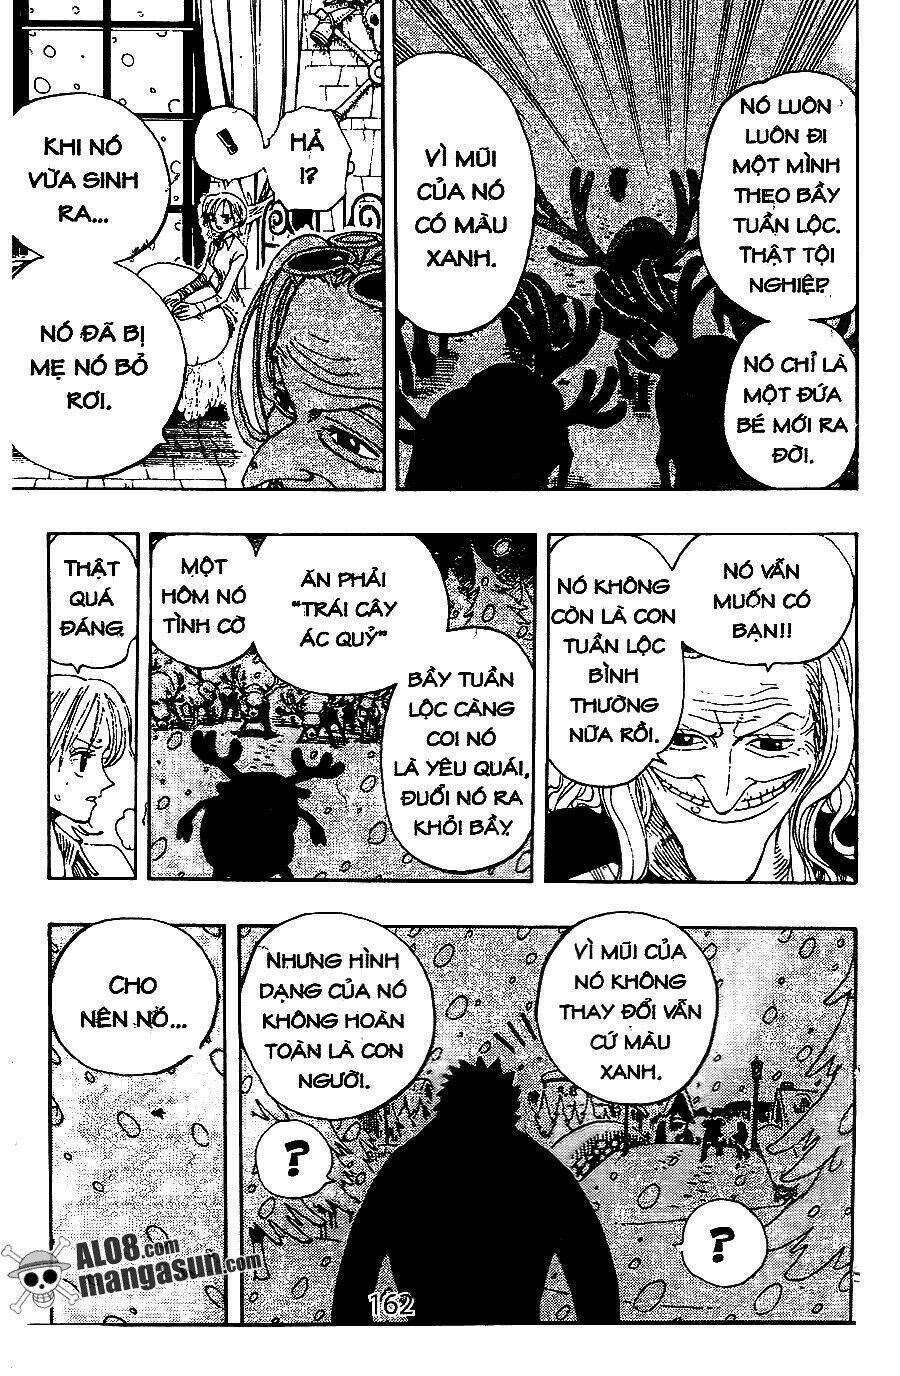 KHI NÓ
VỪA SINH
RA...
!
HẢ
!?
NÓ ĐÃ BỊ
MẸ NÓ BỎ
RƠI.
VÌ MŨI
CỦA NÓ
CÓ MÀU
XANH.
NÓ LUÔN
LUÔN ĐI
MỘT MÌNH
THEO BẦY
TUẦN LỘC.
THẬT TỘI
NGHIỆP.
NÓ CHỈ LÀ
MỘT ĐỨA
BÉ MỚI RA
ĐỜI.
THẬT
QUÁ
ĐÁNG.
MỘT
HÔM NÓ
TÌNH CỜ
ĂN PHẢI
"TRÁI CÂY
ÁC QUỶ"
BẦY TUẦN
LỘC CÀNG
COI NÓ
LÀ YÊU QUÁI,
ĐUỔI NÓ RA
KHỎI BẦY.
NÓ KHÔNG
CÒN LÀ CON
TUẦN LỘC
BÌNH
THƯỜNG
NỮA RỒI.
NÓ VẪN
MUỐN CÓ
BẠN!!
CHO
NÊN NÓ...
NHƯNG HÌNH
DẠNG CỦA NÓ
KHÔNG HOÀN
TOÀN LÀ CON
NGƯỜI.
VÌ MŨI CỦA
NÓ KHÔNG
THAY ĐỔI VẪN
CỨ MÀU
XANH.
?
?
ALO8.com
mangasun.com
162